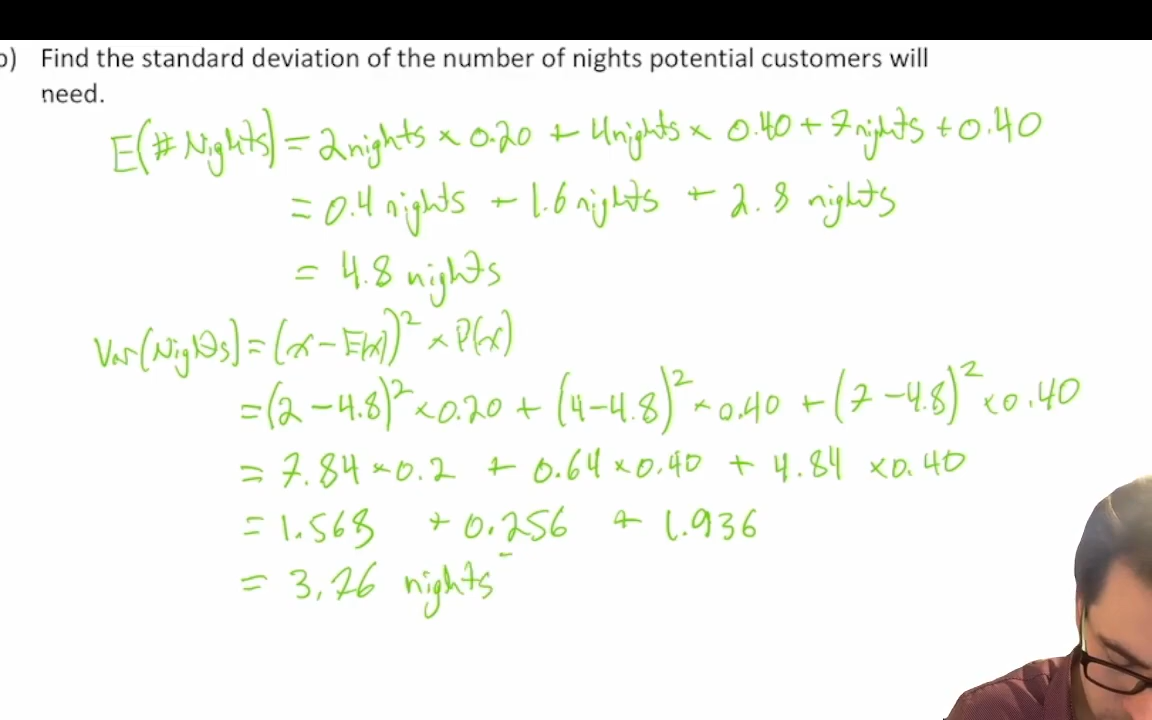 b) Find the standard deviation of the number of nights potential customers will
need.
E(# Nights) = 2 nights × 0.20 + 4 nights × 0.40 + 7 nights + 0.40
= 0.4 nights + 1.6 nights + 2.8 nights
= 4.8 nights
Var(Nights) = (x - E(x))² × P(x)
= (2 - 4.8)² × 0.20 + (4 - 4.8)² × 0.40 + (7 - 4.8)² × 0.40
= 7.84 × 0.2 + 0.64 × 0.40 + 4.84 × 0.40
= 1.568 + 0.256 + 1.936
= 3.76 nights